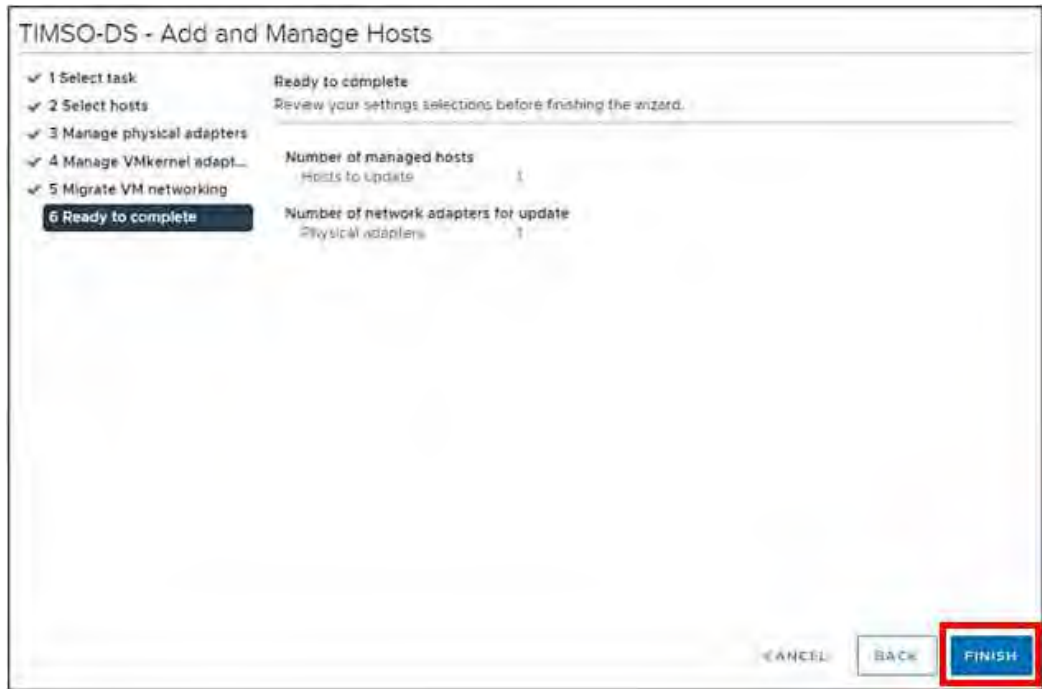 TIMSO-DS - Add and Manage Hosts
✓ 1 Select task
✓ 2 Select hosts
✓ 3 Manage physical adapters
✓ 4 Manage VMkernel adapt...
✓ 5 Migrate VM networking
6 Ready to complete
Ready to complete
Review your settings selections before finishing the wizard.
Number of managed hosts
Hosts to update 1
Number of network adapters for update
Physical adapters 1
CANCEL
BACK
FINISH